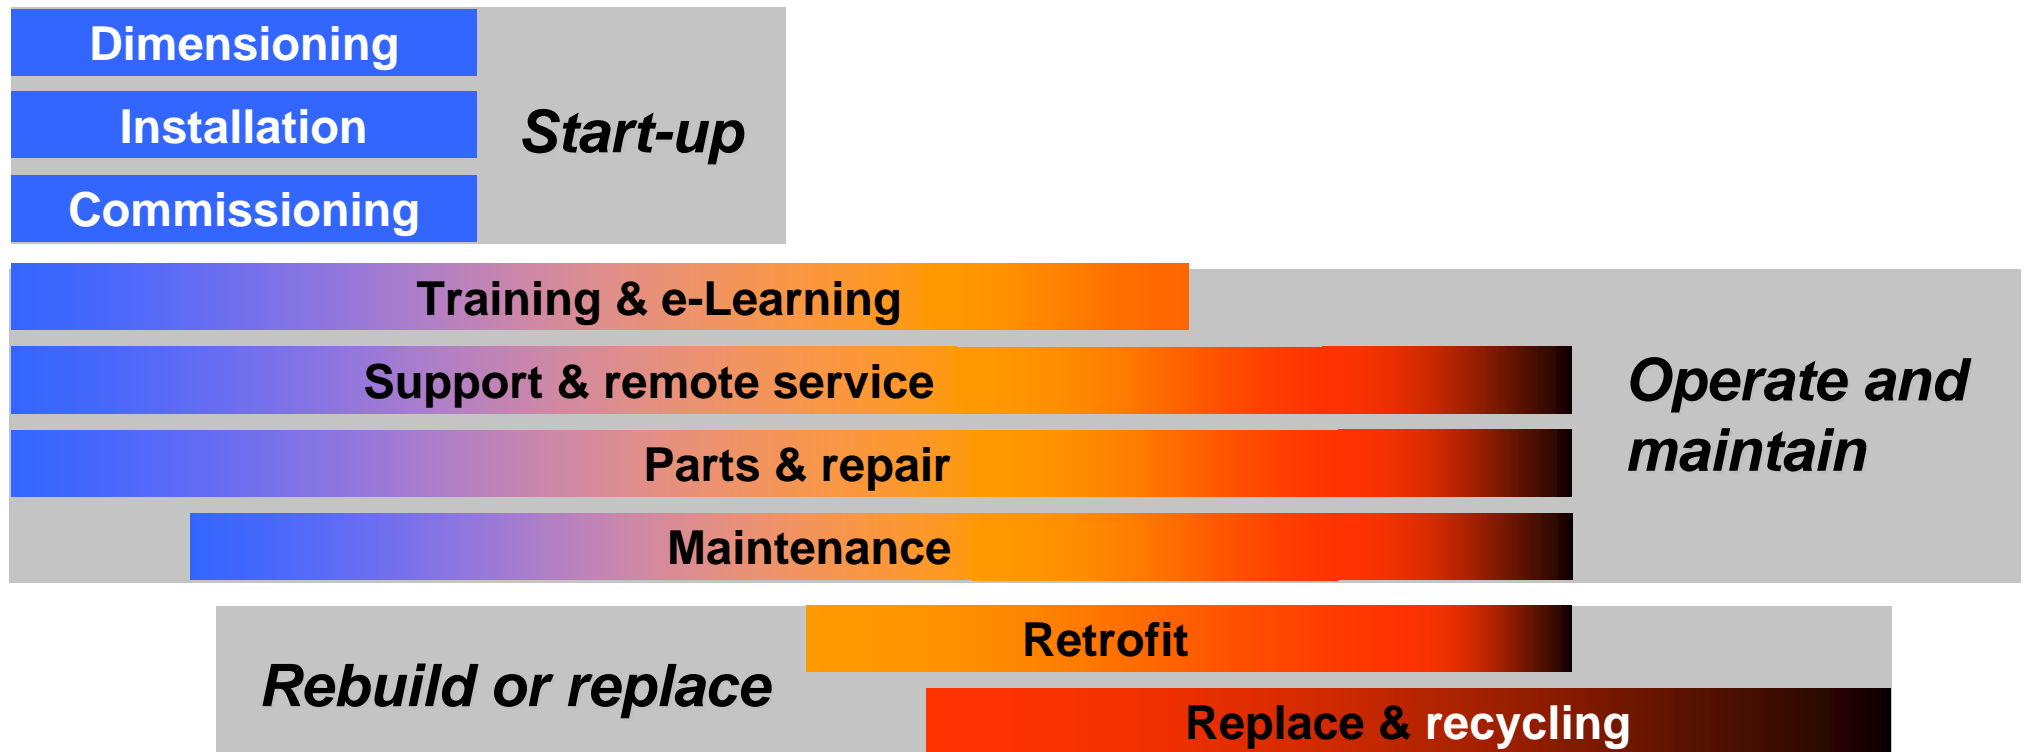 Dimensioning
Installation
Start-up
Commissioning
Training & e-Learning
Support & remote service
Parts & repair
Maintenance
Operate and
maintain
Retrofit
Rebuild or replace
Replace & recycling